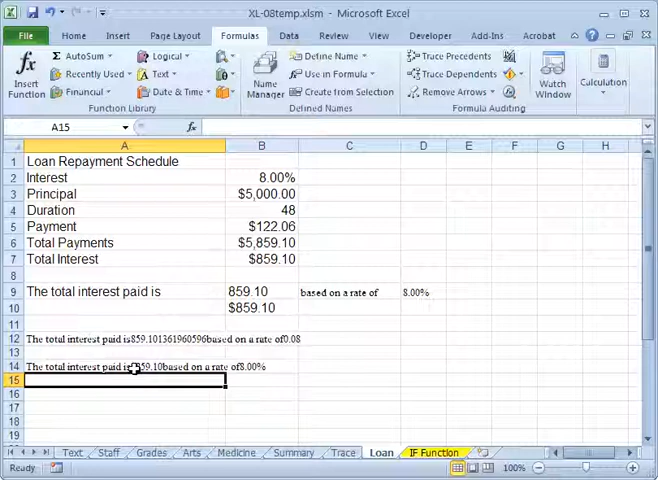 XL-08temp.xlsm - Microsoft Excel
File Home Insert Page Layout Formulas Data Review View Developer Add-Ins Acrobat
fx Insert Function
AutoSum
Recently Used
Financial
Logical
Text
Date & Time
Function Library
Name Manager
Define Name
Use in Formula
Create from Selection
Defined Names
Trace Precedents
Trace Dependents
Remove Arrows
Formula Auditing
Watch Window
Calculation
A15 fx
A B C D E F G H
1 Loan Repayment Schedule
2 Interest 8.00%
3 Principal $5,000.00
4 Duration 48
5 Payment $122.06
6 Total Payments $5,859.10
7 Total Interest $859.10
8
9 The total interest paid is 859.10 based on a rate of 8.00%
10 $859.10
11
12 The total interest paid is859.101361960596based on a rate of0.08
13
14 The total interest paid is 59.10based on a rate of8.00%
15
16
17
18
19
Text Staff Grades Arts Medicine Summary Trace Loan IF Function
Ready 100%